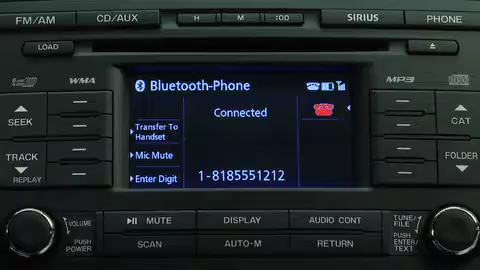 FM/AM
CD/AUX
H
M
:00
SIRIUS
PHONE
LOAD
WMA
Bluetooth-Phone
MP3
Connected
SEEK
Transfer To
Handset
CAT
TRACK
Mic Mute
FOLDER
REPLAY
Enter Digit
1-8185551212
VOLUME
PUSH
POWER
MUTE
DISPLAY
AUDIO CONT
TUNE/
FILE
SCAN
AUTO-M
RETURN
PUSH
ENTER/
TEXT